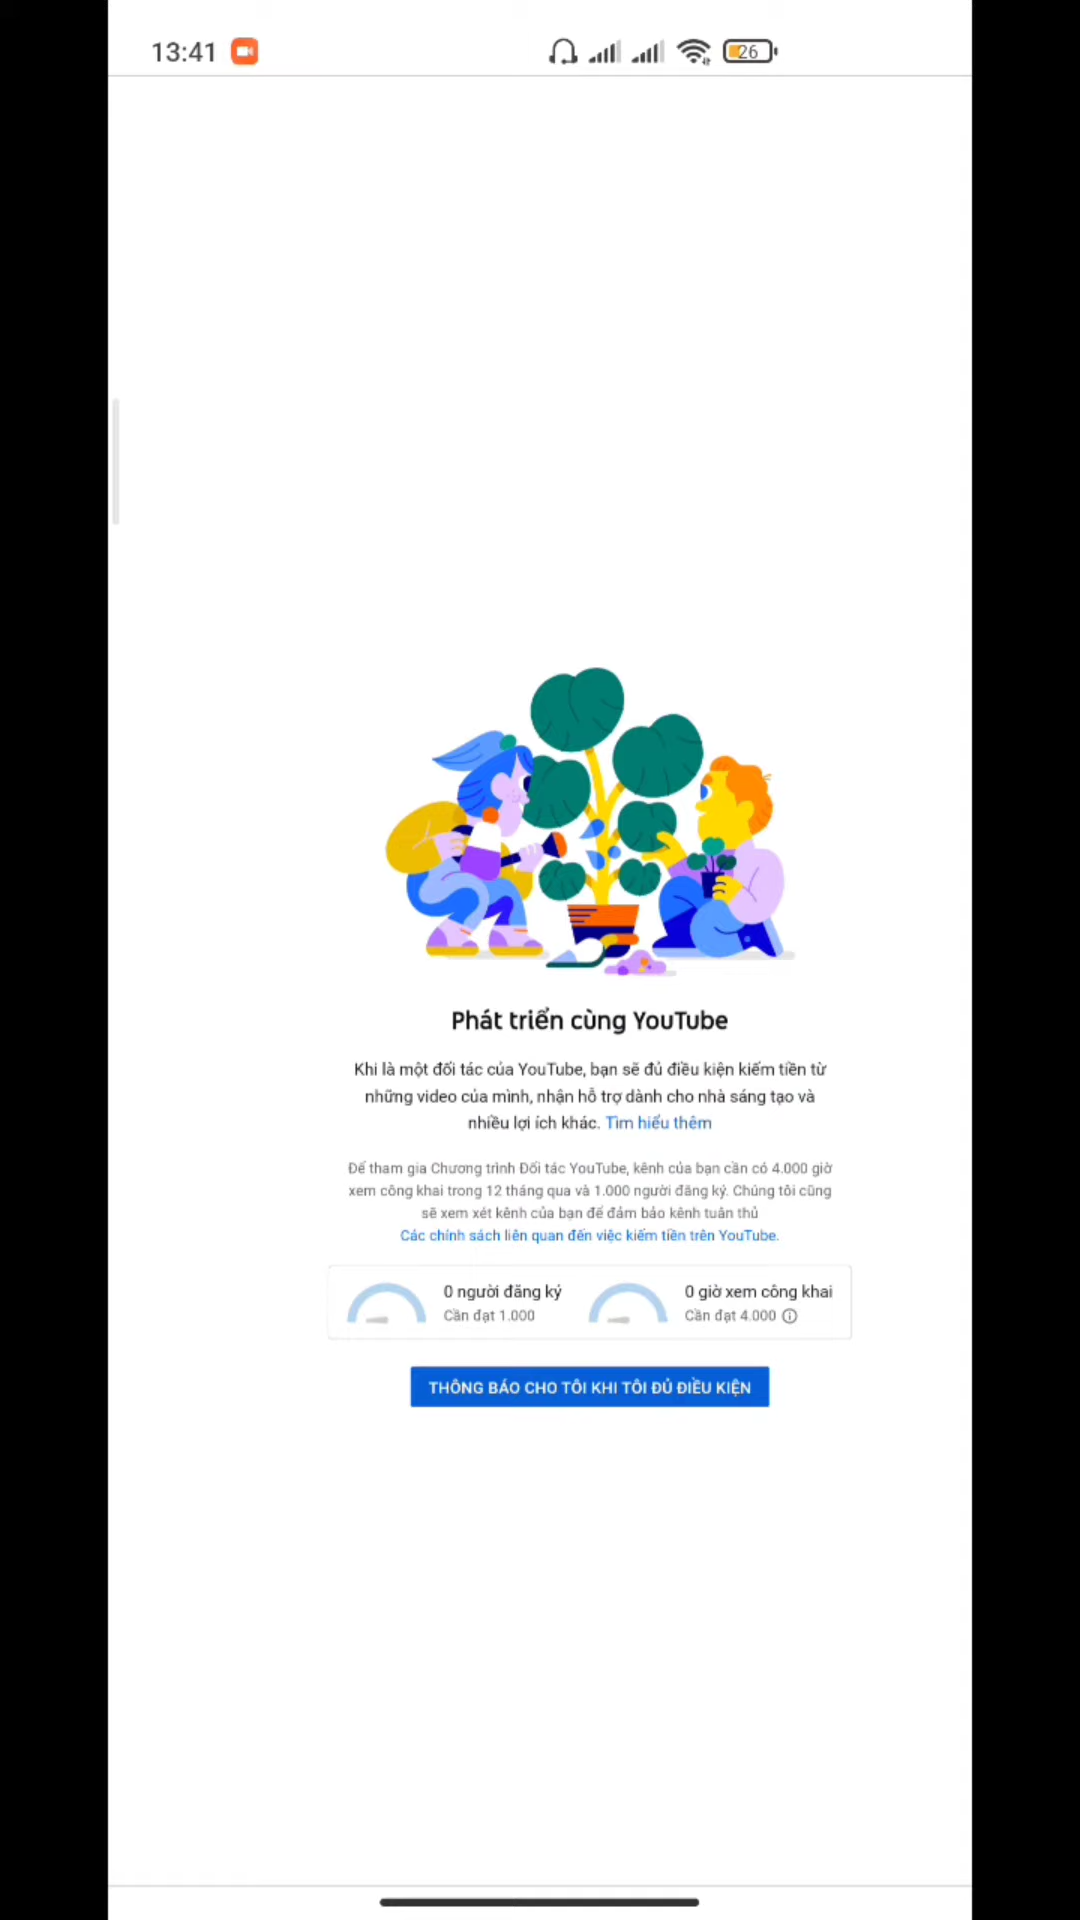 13:41
26
Phát triển cùng YouTube
Khi là một đối tác của YouTube, bạn sẽ đủ điều kiện kiếm tiền từ
những video của mình, nhận hỗ trợ dành cho nhà sáng tạo và
nhiều lợi ích khác. Tìm hiểu thêm
Để tham gia Chương trình Đối tác YouTube, kênh của bạn cần có 4.000 giờ
xem công khai trong 12 tháng qua và 1.000 người đăng ký. Chúng tôi cũng
sẽ xem xét kênh của bạn để đảm bảo kênh tuân thủ
Các chính sách liên quan đến việc kiếm tiền trên YouTube.
0 người đăng ký
Cần đạt 1.000
0 giờ xem công khai
Cần đạt 4.000
THÔNG BÁO CHO TÔI KHI TÔI ĐỦ ĐIỀU KIỆN